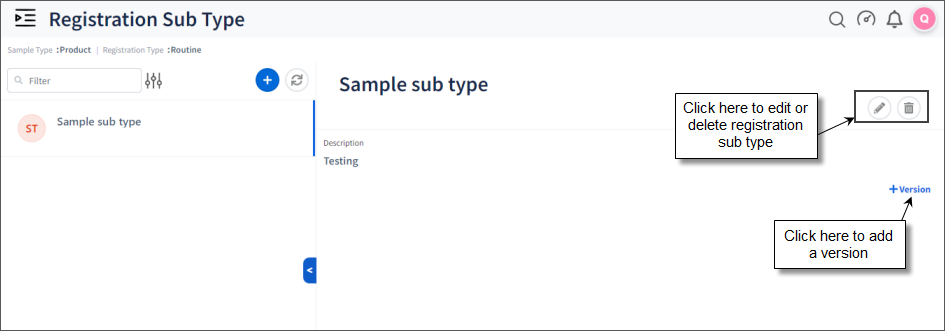 Registration Sub Type
Q
Sample Type :Product | Registration Type :Routine
Filter
Sample sub type
ST
Sample sub type
Click here to edit or
delete registration
sub type
Description
Testing
+Version
Click here to add
a version
<